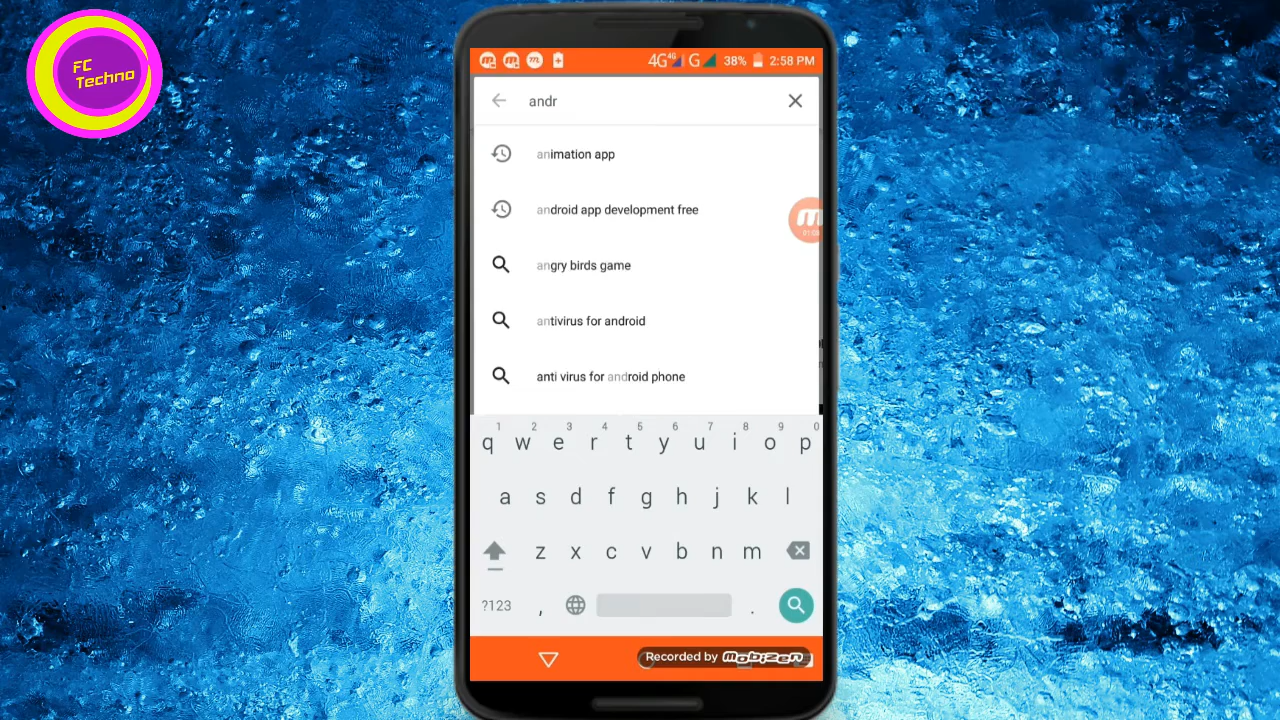 FC
Techno
4G 4G G 38% 2:58 PM
andr
animation app
android app development free
angry birds game
antivirus for android
anti virus for android phone
1 2 3 4 5 6 7 8 9 0
q w e r t y u i o p
a s d f g h j k l
z x c v b n m
?123 , .
Recorded by mobizen